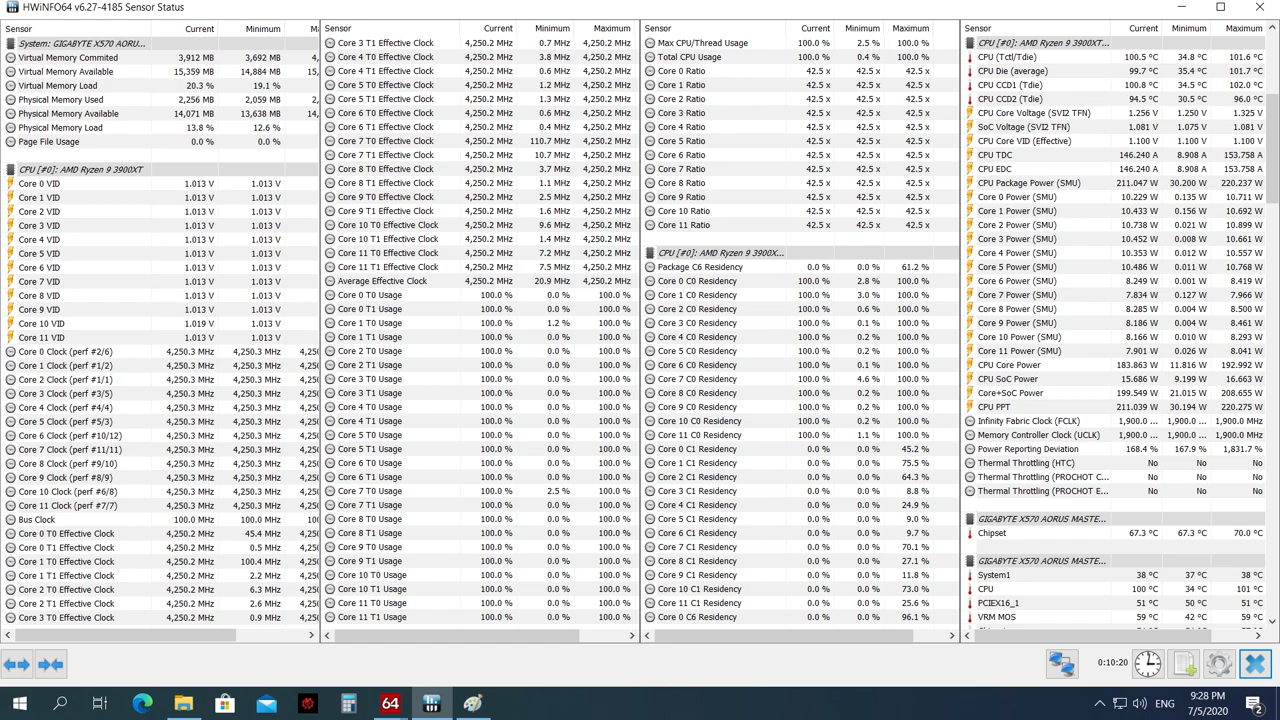 HWiNFO64 v6.27-4185 Sensor Status
Sensor Current Minimum Ma
System: GIGABYTE X570 AORU...
Virtual Memory Commited 3,912 MB 3,692 MB 4,
Virtual Memory Available 15,359 MB 14,884 MB 15,
Virtual Memory Load 20.3 % 19.1 %
Physical Memory Used 2,256 MB 2,059 MB 2,
Physical Memory Available 14,071 MB 13,638 MB 14,
Physical Memory Load 13.8 % 12.6 %
Page File Usage 0.0 % 0.0 %
CPU [#0]: AMD Ryzen 9 3900XT
Core 0 VID 1.013 V 1.013 V
Core 1 VID 1.013 V 1.013 V
Core 2 VID 1.013 V 1.013 V
Core 3 VID 1.013 V 1.013 V
Core 4 VID 1.013 V 1.013 V
Core 5 VID 1.013 V 1.013 V
Core 6 VID 1.013 V 1.013 V
Core 7 VID 1.013 V 1.013 V
Core 8 VID 1.013 V 1.013 V
Core 9 VID 1.013 V 1.013 V
Core 10 VID 1.019 V 1.013 V
Core 11 VID 1.013 V 1.013 V
Core 0 Clock (perf #2/6) 4,250.3 MHz 4,250.3 MHz 4,250
Core 1 Clock (perf #1/2) 4,250.3 MHz 4,250.3 MHz 4,250
Core 2 Clock (perf #1/1) 4,250.3 MHz 4,250.3 MHz 4,250
Core 3 Clock (perf #3/5) 4,250.3 MHz 4,250.3 MHz 4,250
Core 4 Clock (perf #4/4) 4,250.3 MHz 4,250.3 MHz 4,250
Core 5 Clock (perf #5/3) 4,250.3 MHz 4,250.3 MHz 4,250
Core 6 Clock (perf #10/12) 4,250.3 MHz 4,250.3 MHz 4,250
Core 7 Clock (perf #11/11) 4,250.3 MHz 4,250.3 MHz 4,250
Core 8 Clock (perf #9/10) 4,250.3 MHz 4,250.3 MHz 4,250
Core 9 Clock (perf #8/9) 4,250.3 MHz 4,250.3 MHz 4,250
Core 10 Clock (perf #6/8) 4,250.3 MHz 4,250.3 MHz 4,250
Core 11 Clock (perf #7/7) 4,250.3 MHz 4,250.3 MHz 4,250
Bus Clock 100.0 MHz 100.0 MHz 100
Core 0 T0 Effective Clock 4,250.2 MHz 45.4 MHz 4,250
Core 0 T1 Effective Clock 4,250.2 MHz 0.5 MHz 4,250
Core 1 T0 Effective Clock 4,250.2 MHz 100.4 MHz 4,250
Core 1 T1 Effective Clock 4,250.2 MHz 2.2 MHz 4,250
Core 2 T0 Effective Clock 4,250.2 MHz 6.3 MHz 4,250
Core 2 T1 Effective Clock 4,250.2 MHz 2.6 MHz 4,250
Core 3 T0 Effective Clock 4,250.2 MHz 0.9 MHz 4,250
Sensor Current Minimum Maximum
Core 3 T1 Effective Clock 4,250.2 MHz 0.7 MHz 4,250.2 MHz
Core 4 T0 Effective Clock 4,250.2 MHz 3.8 MHz 4,250.2 MHz
Core 4 T1 Effective Clock 4,250.2 MHz 0.6 MHz 4,250.2 MHz
Core 5 T0 Effective Clock 4,250.2 MHz 1.2 MHz 4,250.2 MHz
Core 5 T1 Effective Clock 4,250.2 MHz 1.3 MHz 4,250.2 MHz
Core 6 T0 Effective Clock 4,250.2 MHz 0.6 MHz 4,250.2 MHz
Core 6 T1 Effective Clock 4,250.2 MHz 0.4 MHz 4,250.2 MHz
Core 7 T0 Effective Clock 4,250.2 MHz 110.7 MHz 4,250.2 MHz
Core 7 T1 Effective Clock 4,250.2 MHz 10.7 MHz 4,250.2 MHz
Core 8 T0 Effective Clock 4,250.2 MHz 3.7 MHz 4,250.2 MHz
Core 8 T1 Effective Clock 4,250.2 MHz 1.1 MHz 4,250.2 MHz
Core 9 T0 Effective Clock 4,250.2 MHz 2.5 MHz 4,250.2 MHz
Core 9 T1 Effective Clock 4,250.2 MHz 1.6 MHz 4,250.2 MHz
Core 10 T0 Effective Clock 4,250.2 MHz 9.6 MHz 4,250.2 MHz
Core 10 T1 Effective Clock 4,250.2 MHz 1.4 MHz 4,250.2 MHz
Core 11 T0 Effective Clock 4,250.2 MHz 7.2 MHz 4,250.2 MHz
Core 11 T1 Effective Clock 4,250.2 MHz 7.5 MHz 4,250.2 MHz
Average Effective Clock 4,250.2 MHz 20.9 MHz 4,250.2 MHz
Core 0 T0 Usage 100.0 % 0.0 % 100.0 %
Core 0 T1 Usage 100.0 % 0.0 % 100.0 %
Core 1 T0 Usage 100.0 % 1.2 % 100.0 %
Core 1 T1 Usage 100.0 % 0.0 % 100.0 %
Core 2 T0 Usage 100.0 % 0.0 % 100.0 %
Core 2 T1 Usage 100.0 % 0.0 % 100.0 %
Core 3 T0 Usage 100.0 % 0.0 % 100.0 %
Core 3 T1 Usage 100.0 % 0.0 % 100.0 %
Core 4 T0 Usage 100.0 % 0.0 % 100.0 %
Core 4 T1 Usage 100.0 % 0.0 % 100.0 %
Core 5 T0 Usage 100.0 % 0.0 % 100.0 %
Core 5 T1 Usage 100.0 % 0.0 % 100.0 %
Core 6 T0 Usage 100.0 % 0.0 % 100.0 %
Core 6 T1 Usage 100.0 % 0.0 % 100.0 %
Core 7 T0 Usage 100.0 % 2.5 % 100.0 %
Core 7 T1 Usage 100.0 % 0.0 % 100.0 %
Core 8 T0 Usage 100.0 % 0.0 % 100.0 %
Core 8 T1 Usage 100.0 % 0.0 % 100.0 %
Core 9 T0 Usage 100.0 % 0.0 % 100.0 %
Core 9 T1 Usage 100.0 % 0.0 % 100.0 %
Core 10 T0 Usage 100.0 % 0.0 % 100.0 %
Core 10 T1 Usage 100.0 % 0.0 % 100.0 %
Core 11 T0 Usage 100.0 % 0.0 % 100.0 %
Core 11 T1 Usage 100.0 % 0.0 % 100.0 %
Sensor Current Minimum Maximum
Max CPU/Thread Usage 100.0 % 2.5 % 100.0 %
Total CPU Usage 100.0 % 0.4 % 100.0 %
Core 0 Ratio 42.5 x 42.5 x 42.5 x
Core 1 Ratio 42.5 x 42.5 x 42.5 x
Core 2 Ratio 42.5 x 42.5 x 42.5 x
Core 3 Ratio 42.5 x 42.5 x 42.5 x
Core 4 Ratio 42.5 x 42.5 x 42.5 x
Core 5 Ratio 42.5 x 42.5 x 42.5 x
Core 6 Ratio 42.5 x 42.5 x 42.5 x
Core 7 Ratio 42.5 x 42.5 x 42.5 x
Core 8 Ratio 42.5 x 42.5 x 42.5 x
Core 9 Ratio 42.5 x 42.5 x 42.5 x
Core 10 Ratio 42.5 x 42.5 x 42.5 x
Core 11 Ratio 42.5 x 42.5 x 42.5 x
CPU [#0]: AMD Ryzen 9 3900X...
Package C6 Residency 0.0 % 0.0 % 61.2 %
Core 0 C0 Residency 100.0 % 2.8 % 100.0 %
Core 1 C0 Residency 100.0 % 3.0 % 100.0 %
Core 2 C0 Residency 100.0 % 0.6 % 100.0 %
Core 3 C0 Residency 100.0 % 0.1 % 100.0 %
Core 4 C0 Residency 100.0 % 0.2 % 100.0 %
Core 5 C0 Residency 100.0 % 0.2 % 100.0 %
Core 6 C0 Residency 100.0 % 0.1 % 100.0 %
Core 7 C0 Residency 100.0 % 4.6 % 100.0 %
Core 8 C0 Residency 100.0 % 0.2 % 100.0 %
Core 9 C0 Residency 100.0 % 0.2 % 100.0 %
Core 10 C0 Residency 100.0 % 0.2 % 100.0 %
Core 11 C0 Residency 100.0 % 1.1 % 100.0 %
Core 0 C1 Residency 0.0 % 0.0 % 45.2 %
Core 1 C1 Residency 0.0 % 0.0 % 75.5 %
Core 2 C1 Residency 0.0 % 0.0 % 64.3 %
Core 3 C1 Residency 0.0 % 0.0 % 8.8 %
Core 4 C1 Residency 0.0 % 0.0 % 24.9 %
Core 5 C1 Residency 0.0 % 0.0 % 9.0 %
Core 6 C1 Residency 0.0 % 0.0 % 9.7 %
Core 7 C1 Residency 0.0 % 0.0 % 70.1 %
Core 8 C1 Residency 0.0 % 0.0 % 27.1 %
Core 9 C1 Residency 0.0 % 0.0 % 11.8 %
Core 10 C1 Residency 0.0 % 0.0 % 73.0 %
Core 11 C1 Residency 0.0 % 0.0 % 25.6 %
Core 0 C6 Residency 0.0 % 0.0 % 96.1 %
Sensor Current Minimum Maximum
CPU [#0]: AMD Ryzen 9 3900XT...
CPU (Tctl/Tdie) 100.5 ºC 34.8 ºC 101.6 ºC
CPU Die (average) 99.7 ºC 35.4 ºC 101.7 ºC
CPU CCD1 (Tdie) 100.8 ºC 34.5 ºC 102.0 ºC
CPU CCD2 (Tdie) 94.5 ºC 30.5 ºC 96.0 ºC
CPU Core Voltage (SVI2 TFN) 1.256 V 1.250 V 1.325 V
SoC Voltage (SVI2 TFN) 1.081 V 1.075 V 1.081 V
CPU Core VID (Effective) 1.100 V 1.100 V 1.100 V
CPU TDC 146.240 A 8.908 A 153.758 A
CPU EDC 146.240 A 8.908 A 153.758 A
CPU Package Power (SMU) 211.047 W 30.200 W 220.237 W
Core 0 Power (SMU) 10.229 W 0.135 W 10.711 W
Core 1 Power (SMU) 10.433 W 0.156 W 10.692 W
Core 2 Power (SMU) 10.738 W 0.021 W 10.899 W
Core 3 Power (SMU) 10.452 W 0.008 W 10.661 W
Core 4 Power (SMU) 10.353 W 0.012 W 10.557 W
Core 5 Power (SMU) 10.486 W 0.011 W 10.768 W
Core 6 Power (SMU) 8.249 W 0.011 W 8.419 W
Core 7 Power (SMU) 7.834 W 0.127 W 7.966 W
Core 8 Power (SMU) 8.285 W 0.004 W 8.500 W
Core 9 Power (SMU) 8.186 W 0.004 W 8.461 W
Core 10 Power (SMU) 8.166 W 0.010 W 8.293 W
Core 11 Power (SMU) 7.901 W 0.026 W 8.041 W
CPU Core Power 183.863 W 11.816 W 192.992 W
CPU SoC Power 15.686 W 9.199 W 16.663 W
Core+SoC Power 199.549 W 21.015 W 208.655 W
CPU PPT 211.039 W 30.194 W 220.275 W
Infinity Fabric Clock (FCLK) 1,900.0 ... 1,900.0 ... 1,900.0 MHz
Memory Controller Clock (UCLK) 1,900.0 ... 1,900.0 ... 1,900.0 MHz
Power Reporting Deviation 168.4 % 167.9 % 1,831.7 %
Thermal Throttling (HTC) No No No
Thermal Throttling (PROCHOT C... No No No
Thermal Throttling (PROCHOT E... No No No
GIGABYTE X570 AORUS MASTE...
Chipset 67.3 ºC 67.3 ºC 70.0 ºC
GIGABYTE X570 AORUS MASTE...
System1 38 ºC 37 ºC 38 ºC
CPU 100 ºC 34 ºC 101 ºC
PCIEX16_1 51 ºC 50 ºC 51 ºC
VRM MOS 59 ºC 42 ºC 59 ºC
0:10:20
64
ENG
9:28 PM
7/5/2020
2